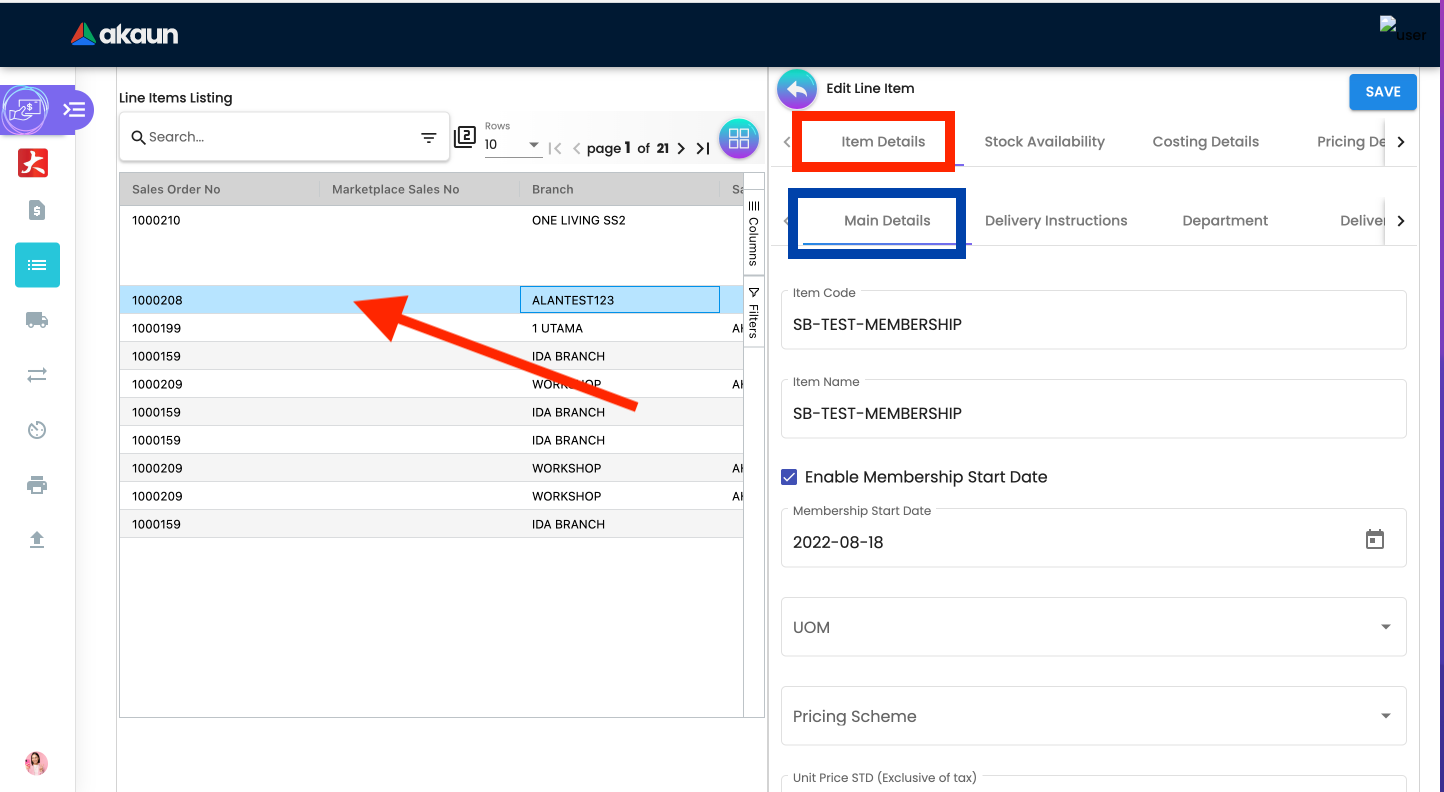 akaun
user
Line Items Listing
Search...
2
Rows
10
page 1 of 21
Sales Order No Marketplace Sales No Branch Sa
1000210 ONE LIVING SS2
1000208 ALANTEST123
1000199 1 UTAMA
1000159 IDA BRANCH
1000209 WORKSHOP
1000159 IDA BRANCH
1000159 IDA BRANCH
1000209 WORKSHOP
1000209 WORKSHOP
1000159 IDA BRANCH
Columns
Filters
Edit Line Item
SAVE
Item Details Stock Availability Costing Details Pricing De
Main Details Delivery Instructions Department Deliver
Item Code
SB-TEST-MEMBERSHIP
Item Name
SB-TEST-MEMBERSHIP
Enable Membership Start Date
Membership Start Date
2022-08-18
UOM
Pricing Scheme
Unit Price STD (Exclusive of tax)